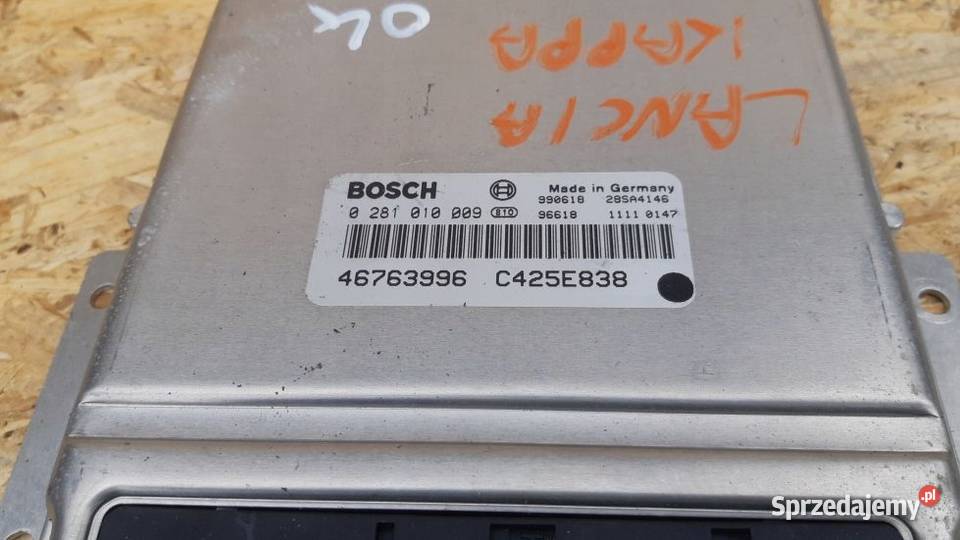 OK
LANCIA
KAPPA
BOSCH Made in Germany
990618 28SA4146
0 281 010 009 810 96618 1111 0147
46763996 C425E838
Sprzedajemy.pl